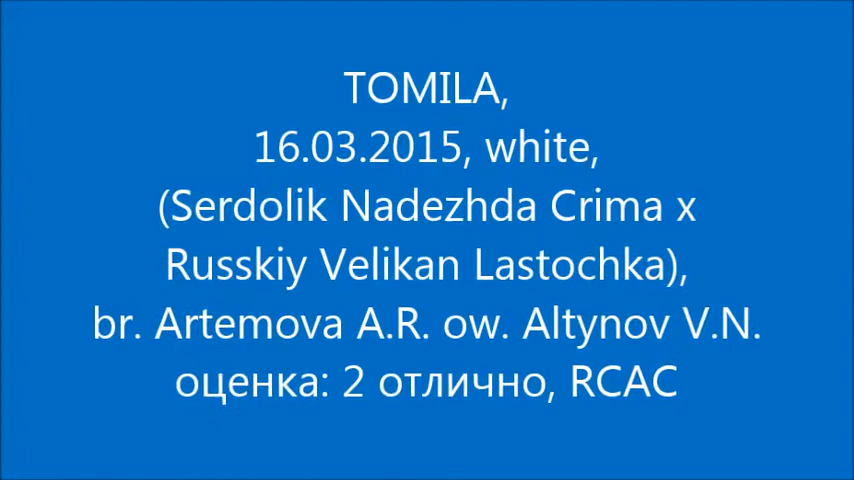 TOMILA,
16.03.2015, white,
(Serdolik Nadezhda Crima x
Russkiy Velikan Lastochka),
br. Artemova A.R. ow. Altynov V.N.
оценка: 2 отлично, RCAC